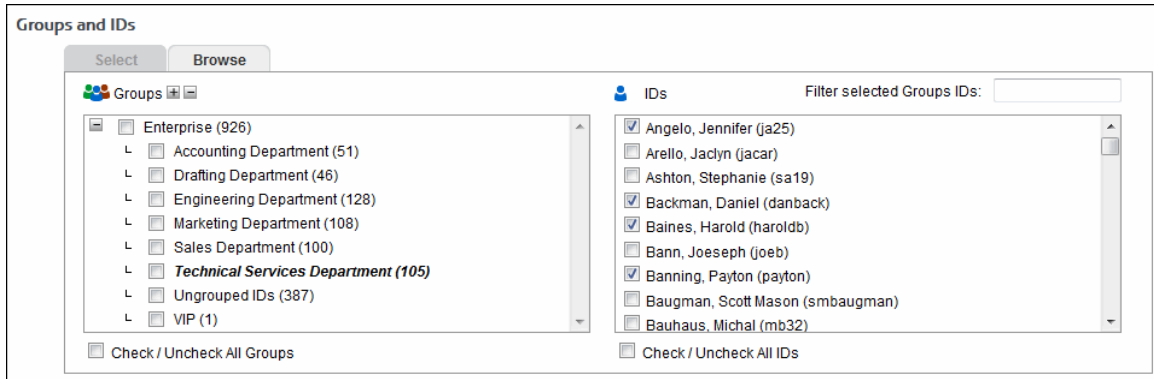 Groups and IDs
Select
Browse
Groups
IDs
Filter selected Groups IDs:
Enterprise (926)
Accounting Department (51)
Drafting Department (46)
Engineering Department (128)
Marketing Department (108)
Sales Department (100)
Technical Services Department (105)
Ungrouped IDs (387)
VIP (1)
Check / Uncheck All Groups
Angelo, Jennifer (ja25)
Arello, Jaclyn (jacar)
Ashton, Stephanie (sa19)
Backman, Daniel (danback)
Baines, Harold (haroldb)
Bann, Joeseph (joeb)
Banning, Payton (payton)
Baugman, Scott Mason (smbaugman)
Bauhaus, Michal (mb32)
Check / Uncheck All IDs